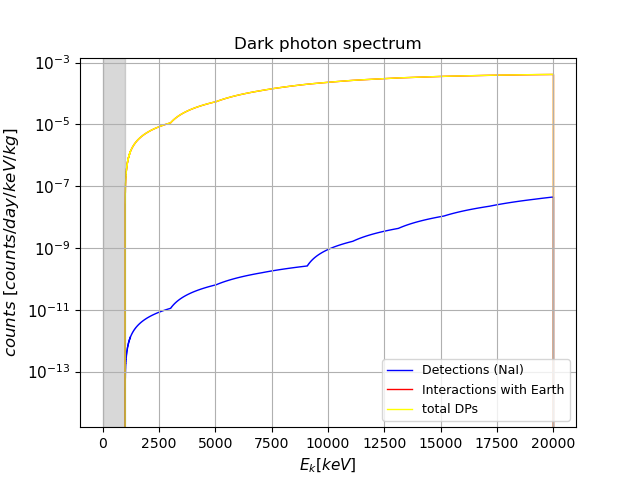 Dark photon spectrum
counts [counts/day/keV/kg]
10⁻³
10⁻⁵
10⁻⁷
10⁻⁹
10⁻¹¹
10⁻¹³
Detections (NaI)
Interactions with Earth
total DPs
0 2500 5000 7500 10000 12500 15000 17500 20000
Eₖ[keV]